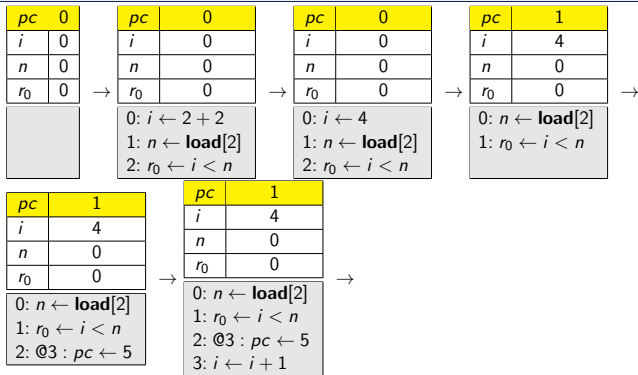 pc 0 → pc 0 → pc 0 → pc 1 →
i 0 i 0 i 0 i 4
n 0 n 0 n 0 n 0
r₀ 0 r₀ 0 r₀ 0 r₀ 0
0: i ← 2 + 2 0: i ← 4 0: n ← load[2]
1: n ← load[2] 1: n ← load[2] 1: r₀ ← i < n
2: r₀ ← i < n 2: r₀ ← i < n
pc 1 → pc 1 →
i 4 i 4
n 0 n 0
r₀ 0 r₀ 0
0: n ← load[2] 0: n ← load[2]
1: r₀ ← i < n 1: r₀ ← i < n
2: @3 : pc ← 5 2: @3 : pc ← 5
3: i ← i + 1